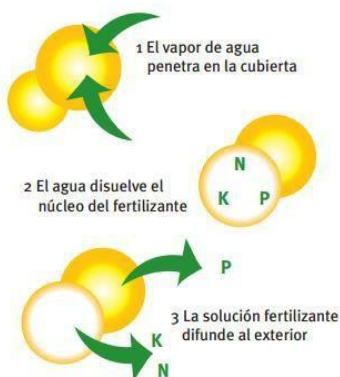 1 El vapor de agua
penetra en la cubierta
N
K P
2 El agua disuelve el
núcleo del fertilizante
P
3 La solución fertilizante
difunde al exterior
K
N